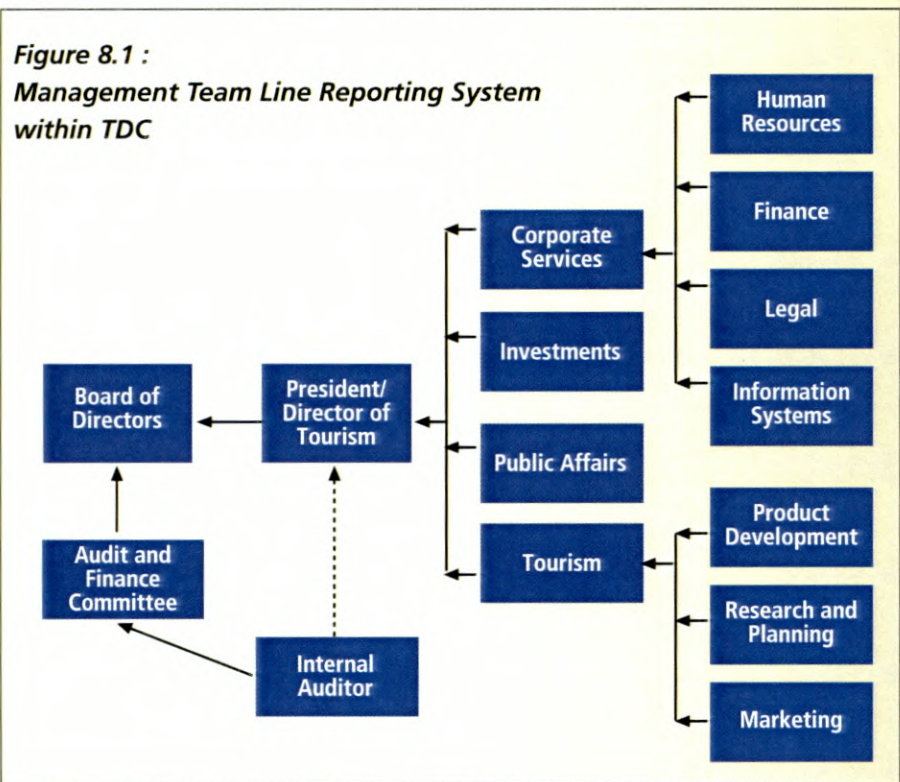 Figure 8.1 :
Management Team Line Reporting System
within TDC
Human
Resources
Finance
Legal
Information
Systems
Corporate
Services
Investments
Public Affairs
Tourism
Product
Development
Research and
Planning
Marketing
President/
Director of
Tourism
Board of
Directors
Audit and
Finance
Committee
Internal
Auditor